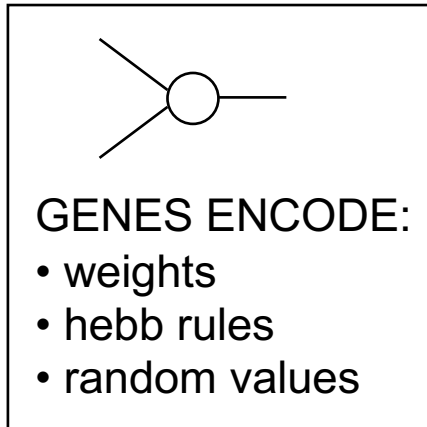 GENES ENCODE:
• weights
• hebb rules
• random values